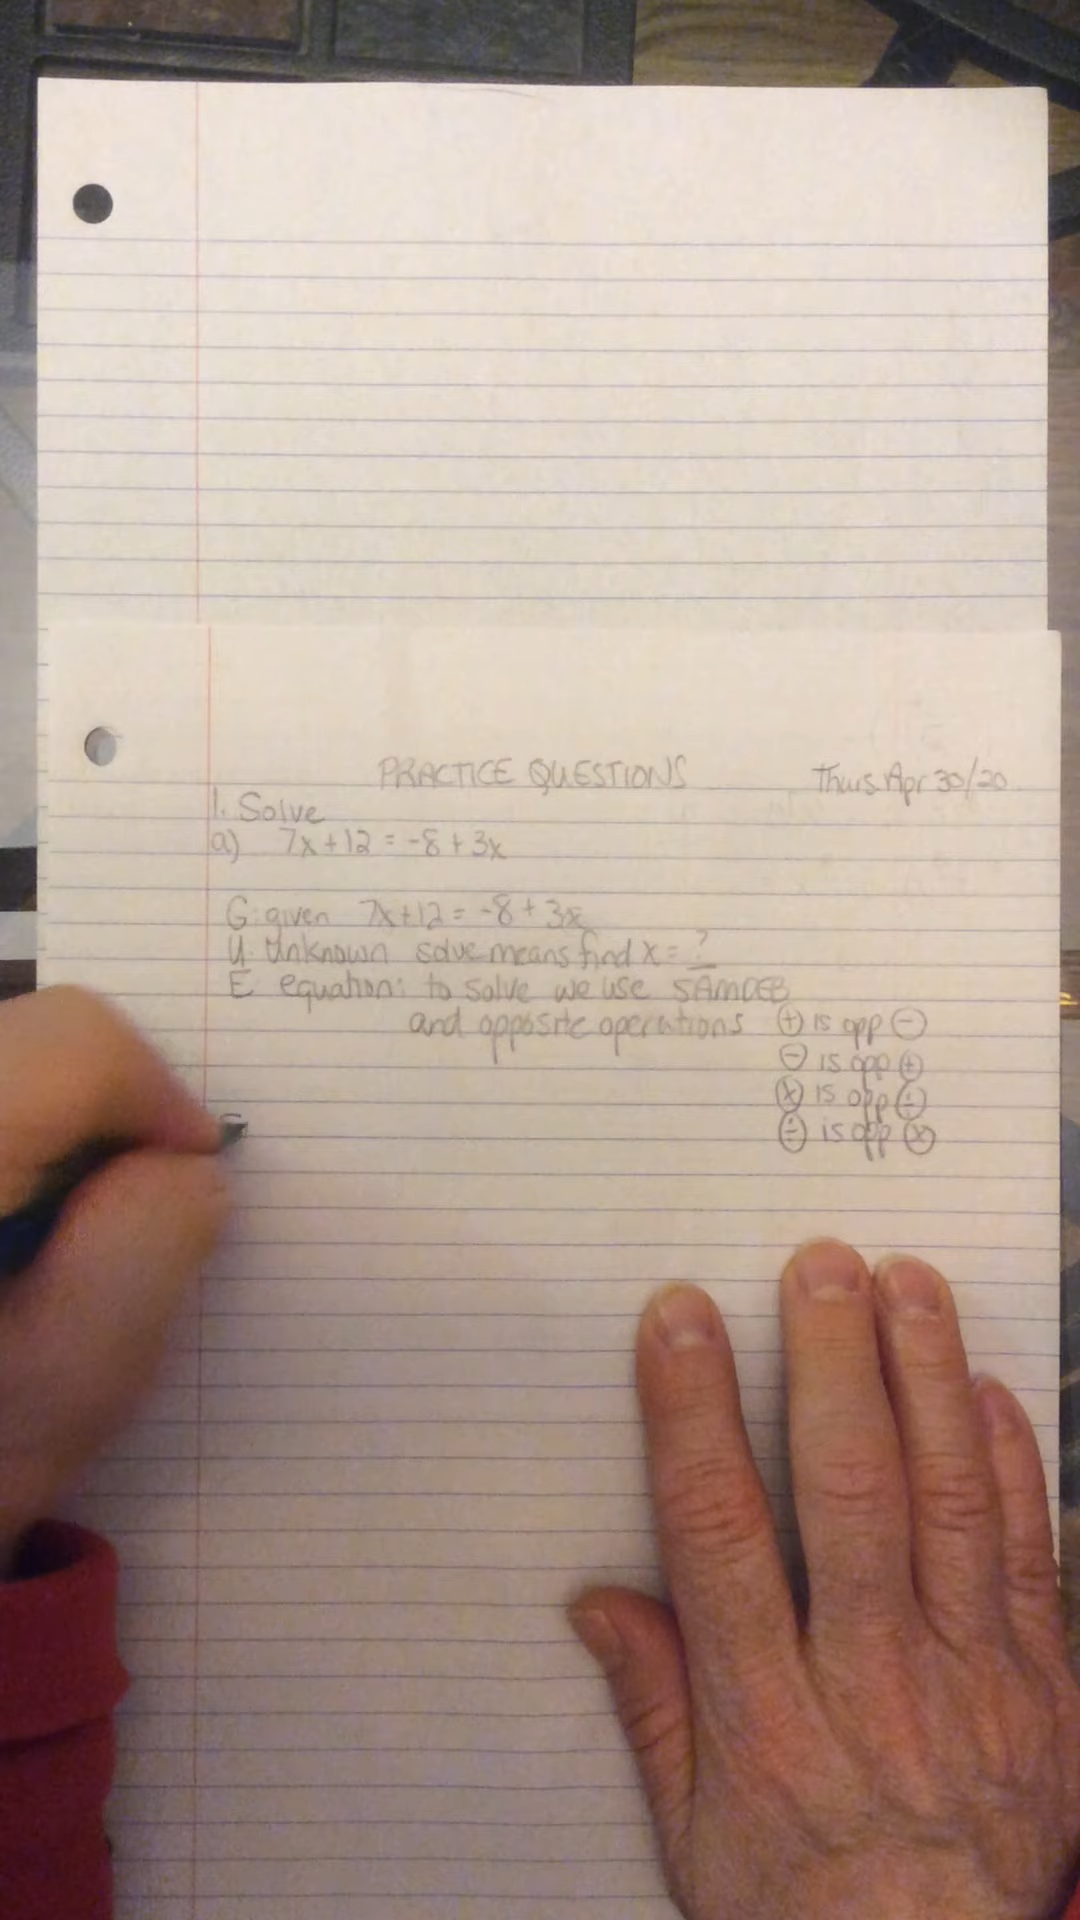 PRACTICE QUESTIONS Thurs. Apr 30/20
1. Solve
a) 7x+12 = -8+3x
G: given 7x+12 = -8+3x
U. Unknown solve means find x = ?
E equation: to solve we use SAMDEB
and opposite operations (+) is opp (-)
(-) is opp (+)
(x) is opp (÷)
(÷) is opp (x)